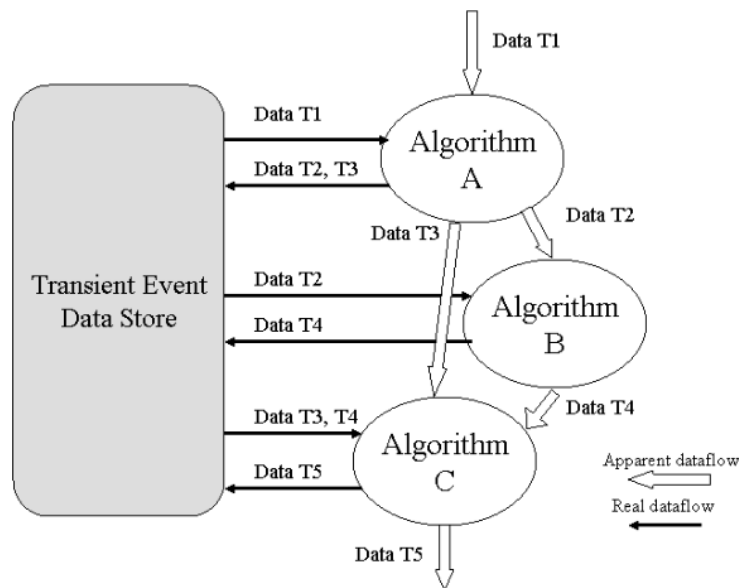 Data T1
Data T1
Algorithm
A
Data T2, T3
Data T2
Data T3
Transient Event
Data Store
Data T2
Algorithm
B
Data T4
Data T4
Data T3, T4
Algorithm
C
Data T5
Apparent dataflow
Real dataflow
Data T5